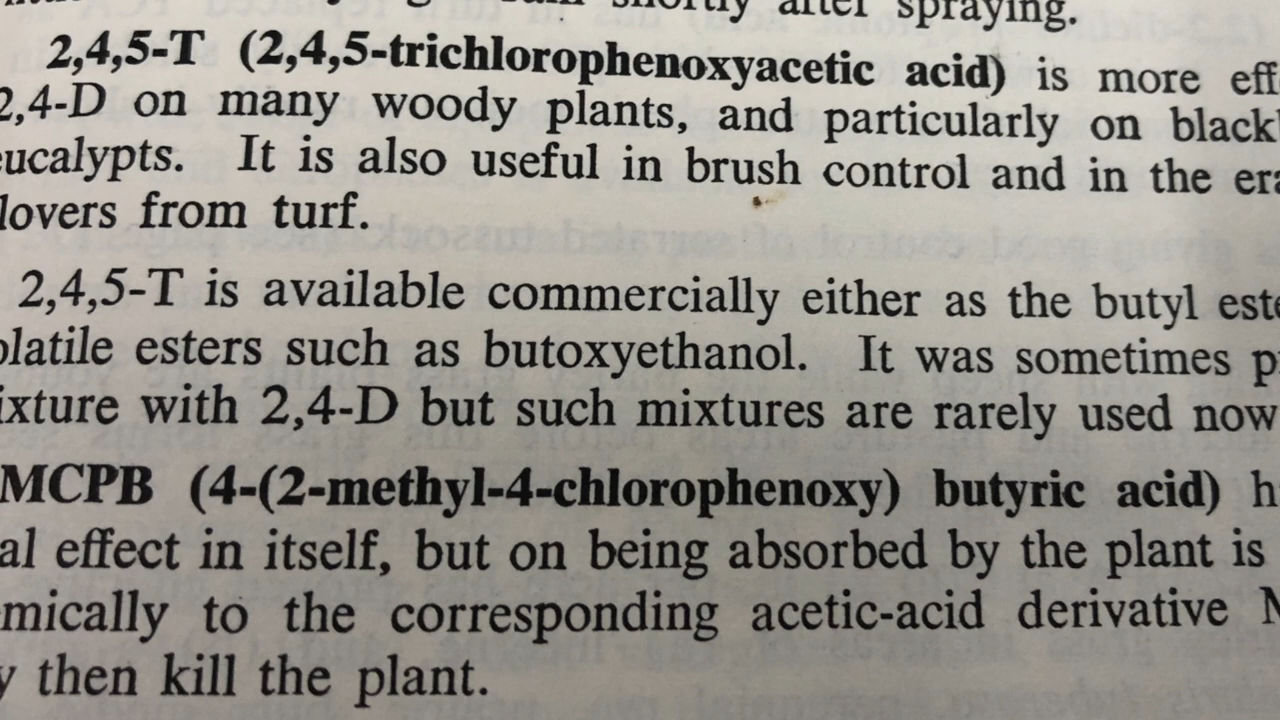 shortly after spraying.
2,4,5-T (2,4,5-trichlorophenoxyacetic acid) is more eff
2,4-D on many woody plants, and particularly on black
eucalypts. It is also useful in brush control and in the era
lovers from turf.
2,4,5-T is available commercially either as the butyl este
olatile esters such as butoxyethanol. It was sometimes p
ixture with 2,4-D but such mixtures are rarely used now
MCPB (4-(2-methyl-4-chlorophenoxy) butyric acid) h
al effect in itself, but on being absorbed by the plant is
mically to the corresponding acetic-acid derivative M
y then kill the plant.